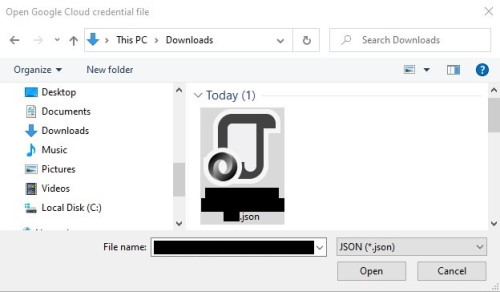 Open Google Cloud credential file
This PC > Downloads
Search Downloads
Organize
New folder
Desktop
Documents
Downloads
Music
Pictures
Videos
Local Disk (C:)
Today (1)
.json
File name:
JSON (*.json)
Open
Cancel